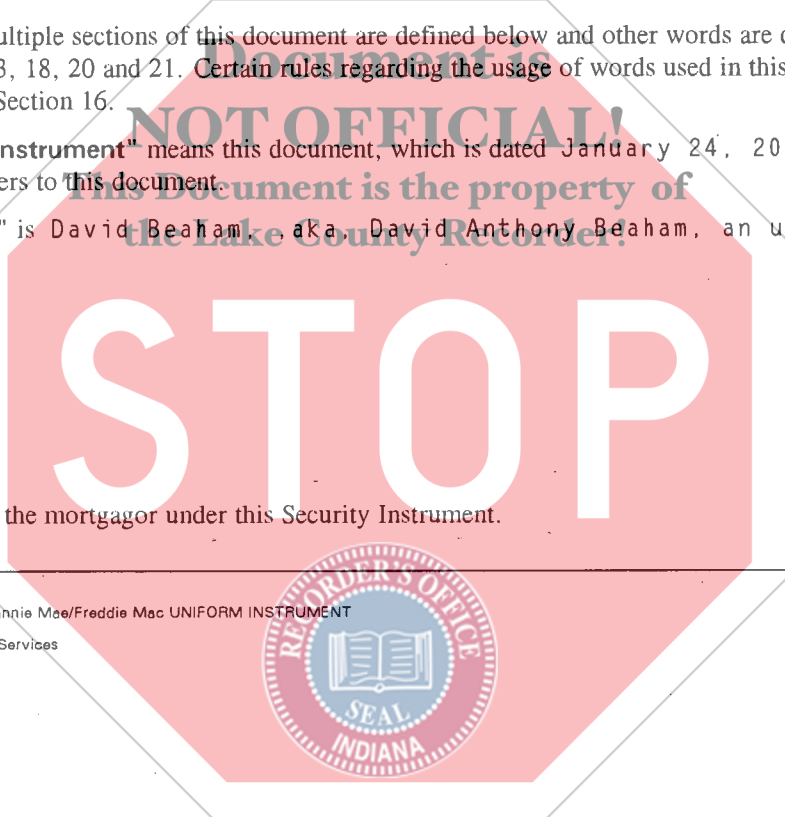 ultiple sections of this document are defined below and other words are
3, 18, 20 and 21. Certain rules regarding the usage of words used in this
Section 16.
nstrument" means this document, which is dated January 24, 20
ers to this document.
" is David Beaham, ,aka, David Anthony Beaham, an u
Document is
NOT OFFICIAL!
This Document is the property of
the Lake County Recorder!
STOP
the mortgagor under this Security Instrument.
nnie Mae/Freddie Mac UNIFORM INSTRUMENT
Services
RECORDER'S OFFICE
SEAL
INDIANA